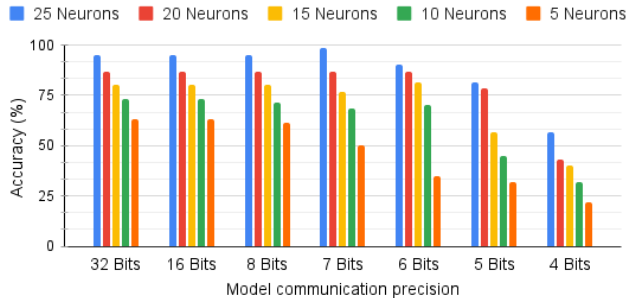 25 Neurons 20 Neurons 15 Neurons 10 Neurons 5 Neurons
100
75
50
25
0
Accuracy (%)
32 Bits 16 Bits 8 Bits 7 Bits 6 Bits 5 Bits 4 Bits
Model communication precision